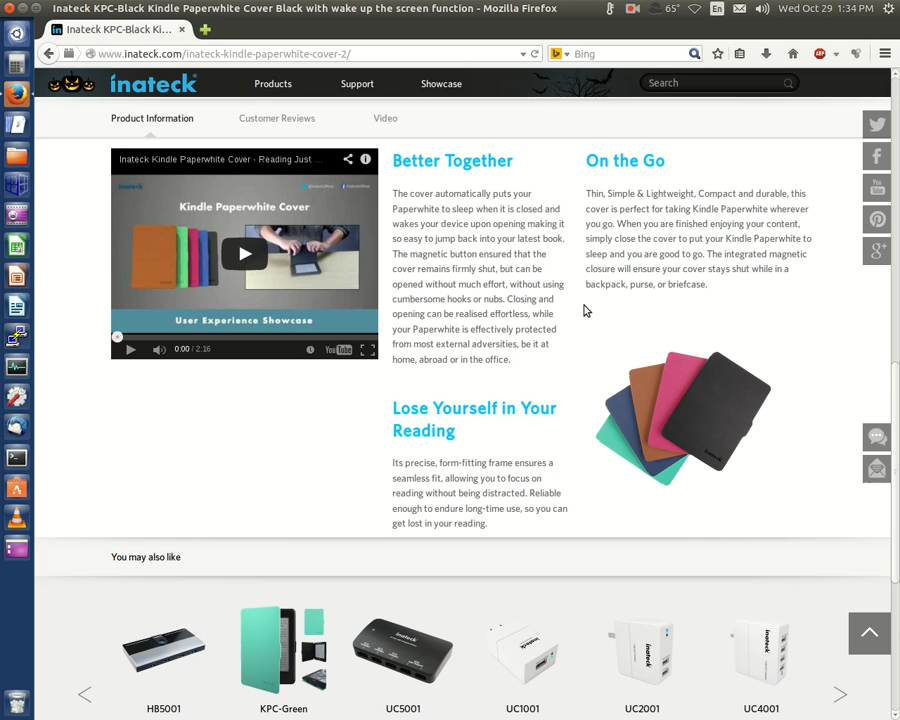 Inateck KPC-Black Kindle Paperwhite Cover Black with wake up the screen function - Mozilla Firefox
65°
En
Wed Oct 29 1:34 PM
Inateck KPC-Black Ki...
www.inateck.com/inateck-kindle-paperwhite-cover-2/
Bing
ABP
inateck
Products
Support
Showcase
Search
Product Information
Customer Reviews
Video
Inateck Kindle Paperwhite Cover - Reading Just ...
inateck
Kindle Paperwhite Cover
User Experience Showcase
0:00 / 2:16
YouTube
Better Together
The cover automatically puts your
Paperwhite to sleep when it is closed and
wakes your device upon opening making it
so easy to jump back into your latest book.
The magnetic button ensured that the
cover remains firmly shut, but can be
opened without much effort, without using
cumbersome hooks or nubs. Closing and
opening can be realised effortless, while
your Paperwhite is effectively protected
from most external adversities, be it at
home, abroad or in the office.
Lose Yourself in Your
Reading
Its precise, form-fitting frame ensures a
seamless fit, allowing you to focus on
reading without being distracted. Reliable
enough to endure long-time use, so you can
get lost in your reading.
On the Go
Thin, Simple & Lightweight, Compact and durable, this
cover is perfect for taking Kindle Paperwhite wherever
you go. When you are finished enjoying your content,
simply close the cover to put your Kindle Paperwhite to
sleep and you are good to go. The integrated magnetic
closure will ensure your cover stays shut while in a
backpack, purse, or briefcase.
inateck
You Tube
g+
You may also like
inateck
inateck
inateck
inateck
HB5001
KPC-Green
UC5001
UC1001
UC2001
UC4001